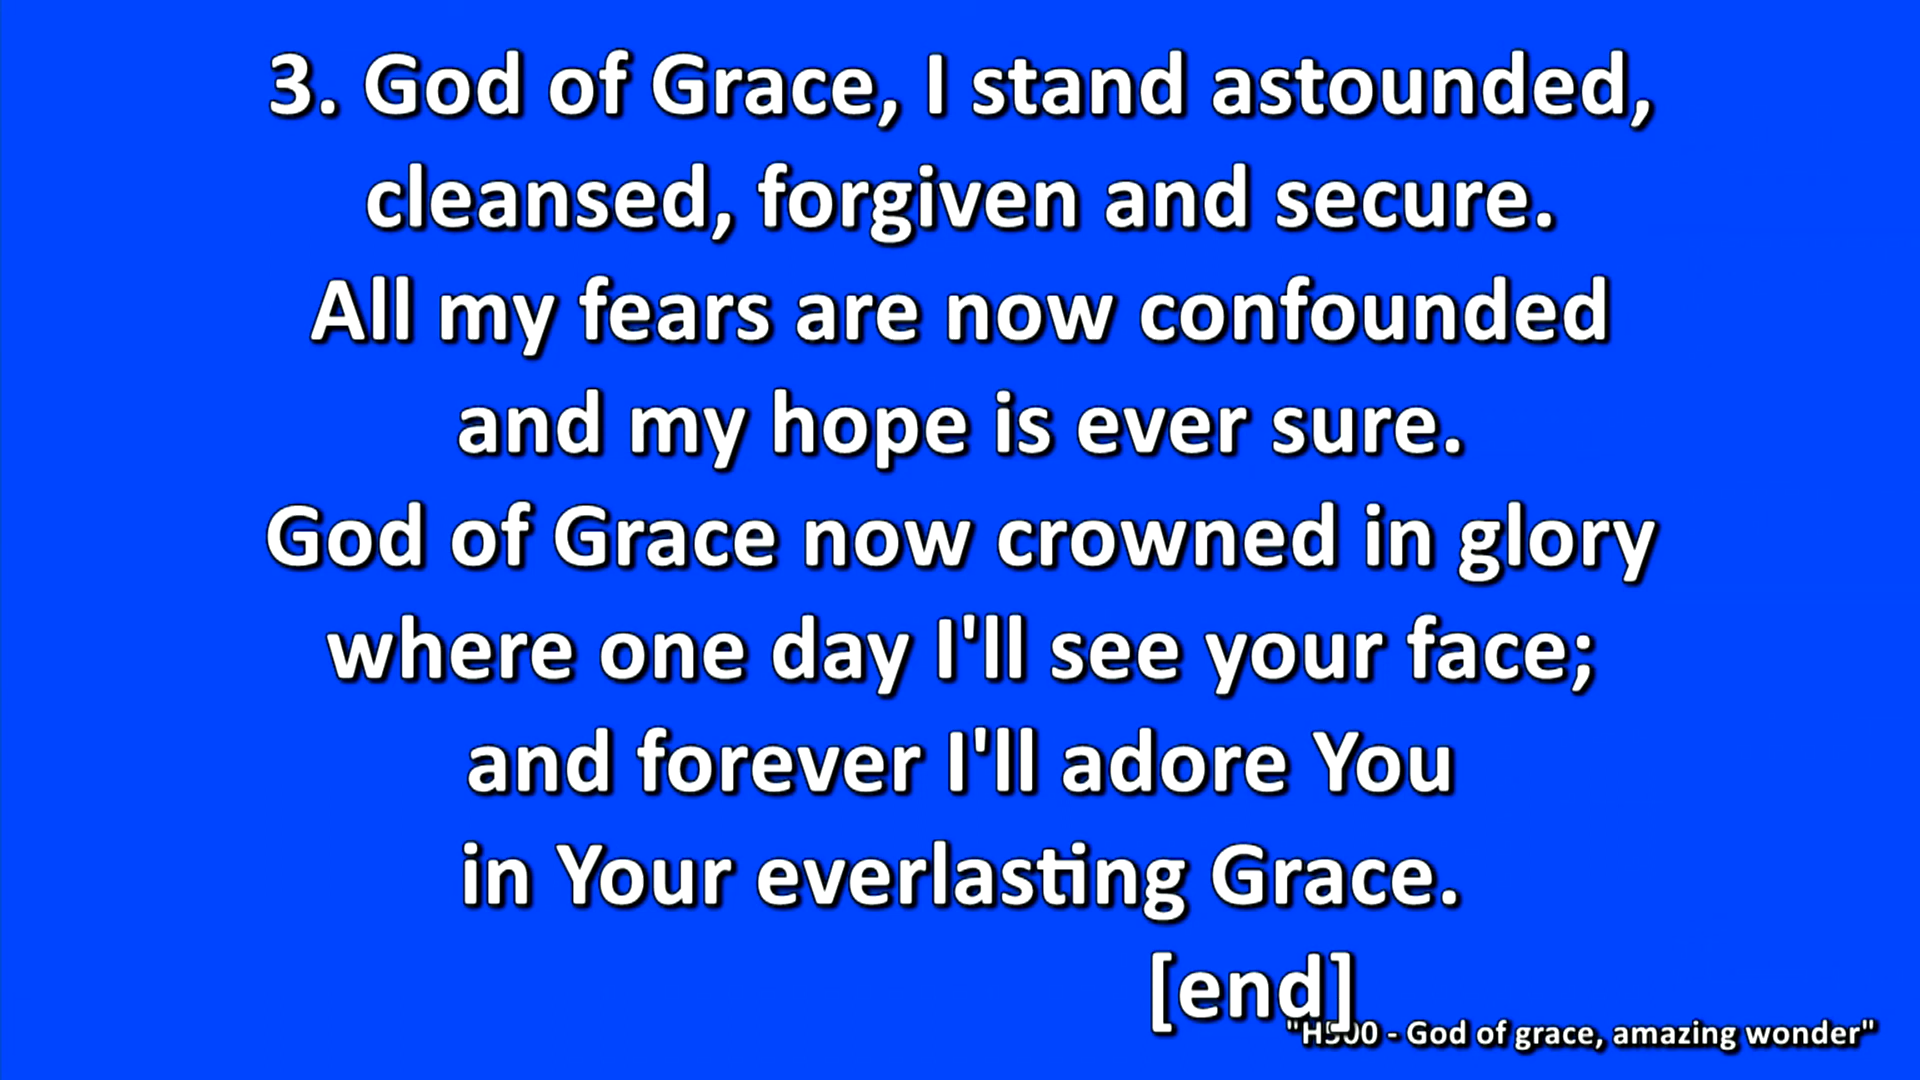 3. God of Grace, I stand astounded,
cleansed, forgiven and secure.
All my fears are now confounded
and my hope is ever sure.
God of Grace now crowned in glory
where one day I'll see your face;
and forever I'll adore You
in Your everlasting Grace.
[end]
"H500 - God of grace, amazing wonder"